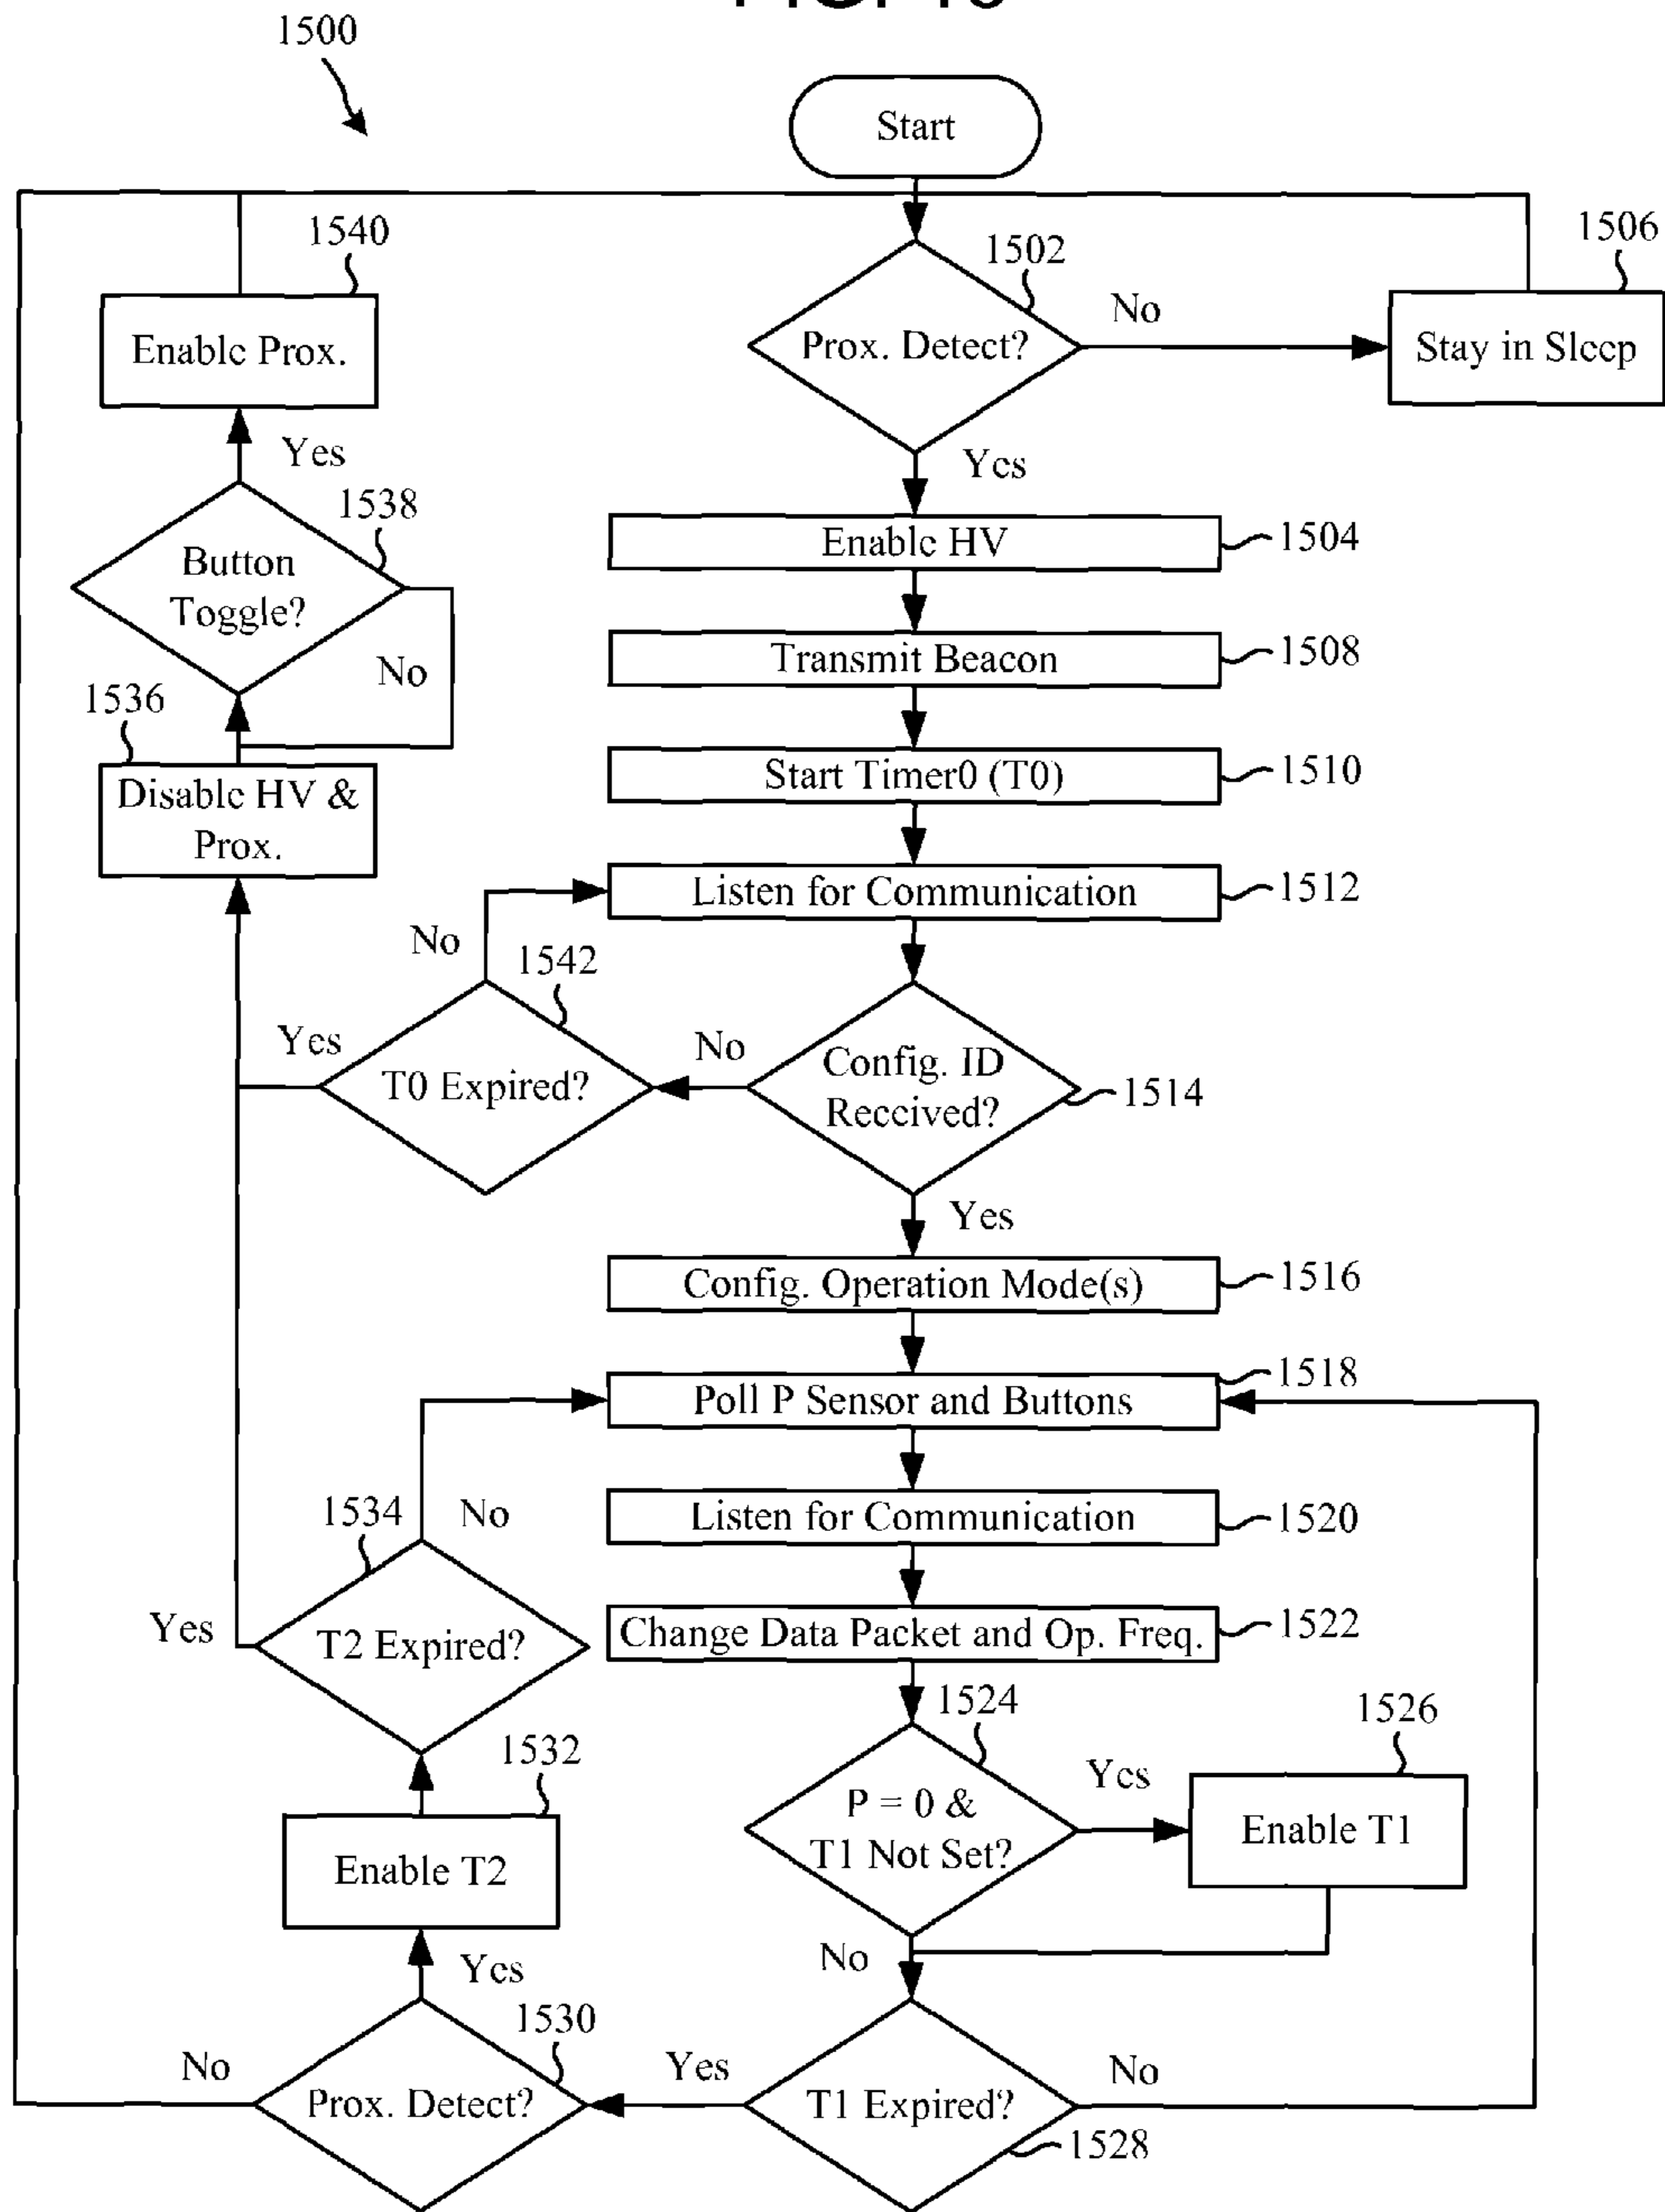 1500
Start
1540
1502
1506
Enable Prox.
Prox. Detect?
No
Stay in Sleep
Yes
Yes
1538
Button
Toggle?
No
Enable HV
1504
Transmit Beacon
1508
1536
Disable HV &
Prox.
Start Timer0 (T0)
1510
Listen for Communication
1512
No
1542
Yes
T0 Expired?
No
Config. ID
Received?
1514
Yes
Config. Operation Mode(s)
1516
Poll P Sensor and Buttons
1518
1534
No
Listen for Communication
1520
Yes
T2 Expired?
Change Data Packet and Op. Freq.
1522
1524
1526
1532
P = 0 &
T1 Not Set?
Yes
Enable T1
Enable T2
No
Yes
1530
No
Prox. Detect?
Yes
T1 Expired?
No
1528